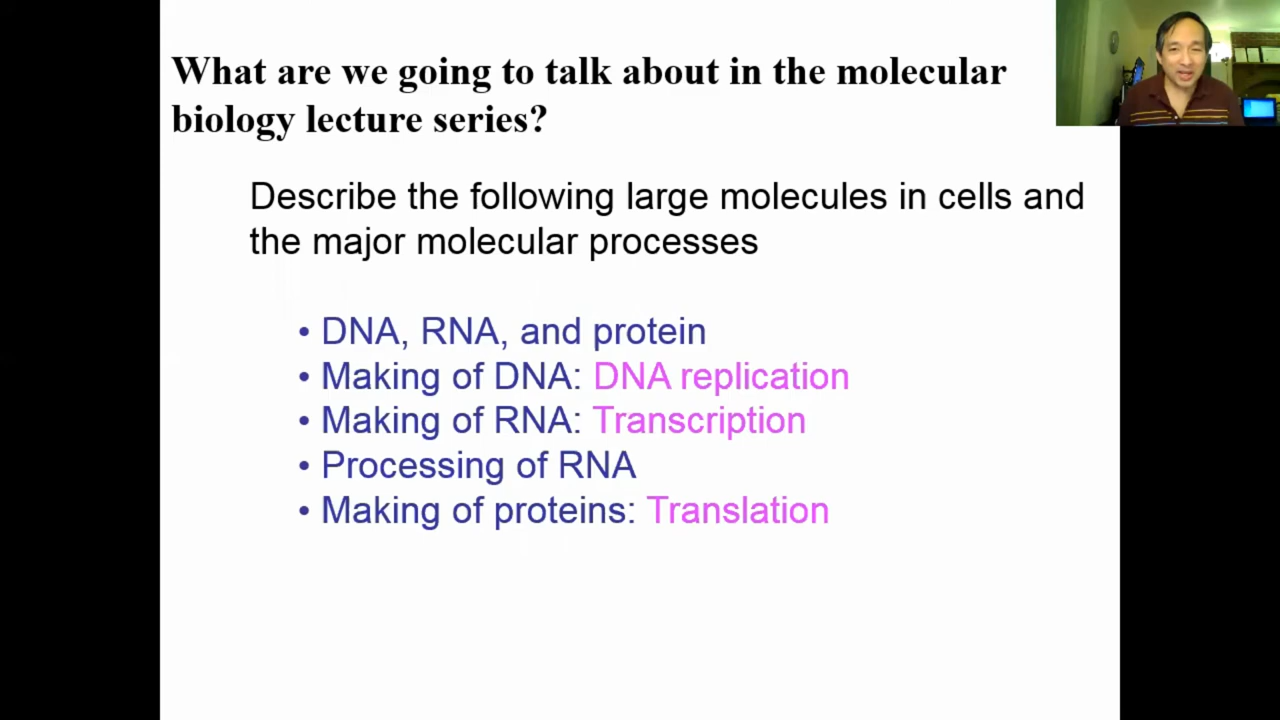 What are we going to talk about in the molecular
biology lecture series?
Describe the following large molecules in cells and
the major molecular processes
• DNA, RNA, and protein
• Making of DNA: DNA replication
• Making of RNA: Transcription
• Processing of RNA
• Making of proteins: Translation